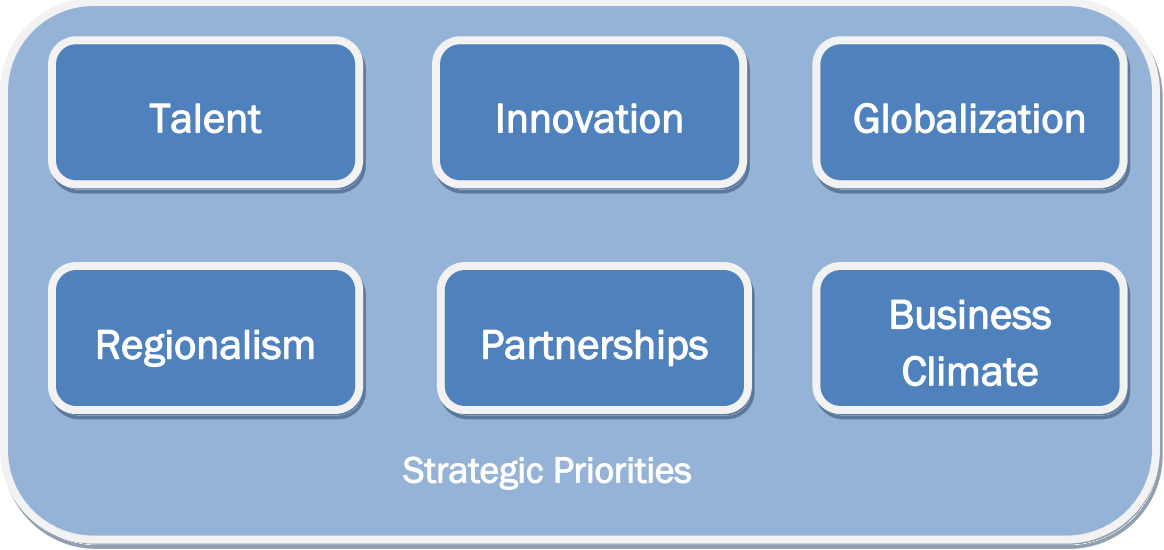 Talent
Innovation
Globalization
Regionalism
Partnerships
Business
Climate
Strategic Priorities